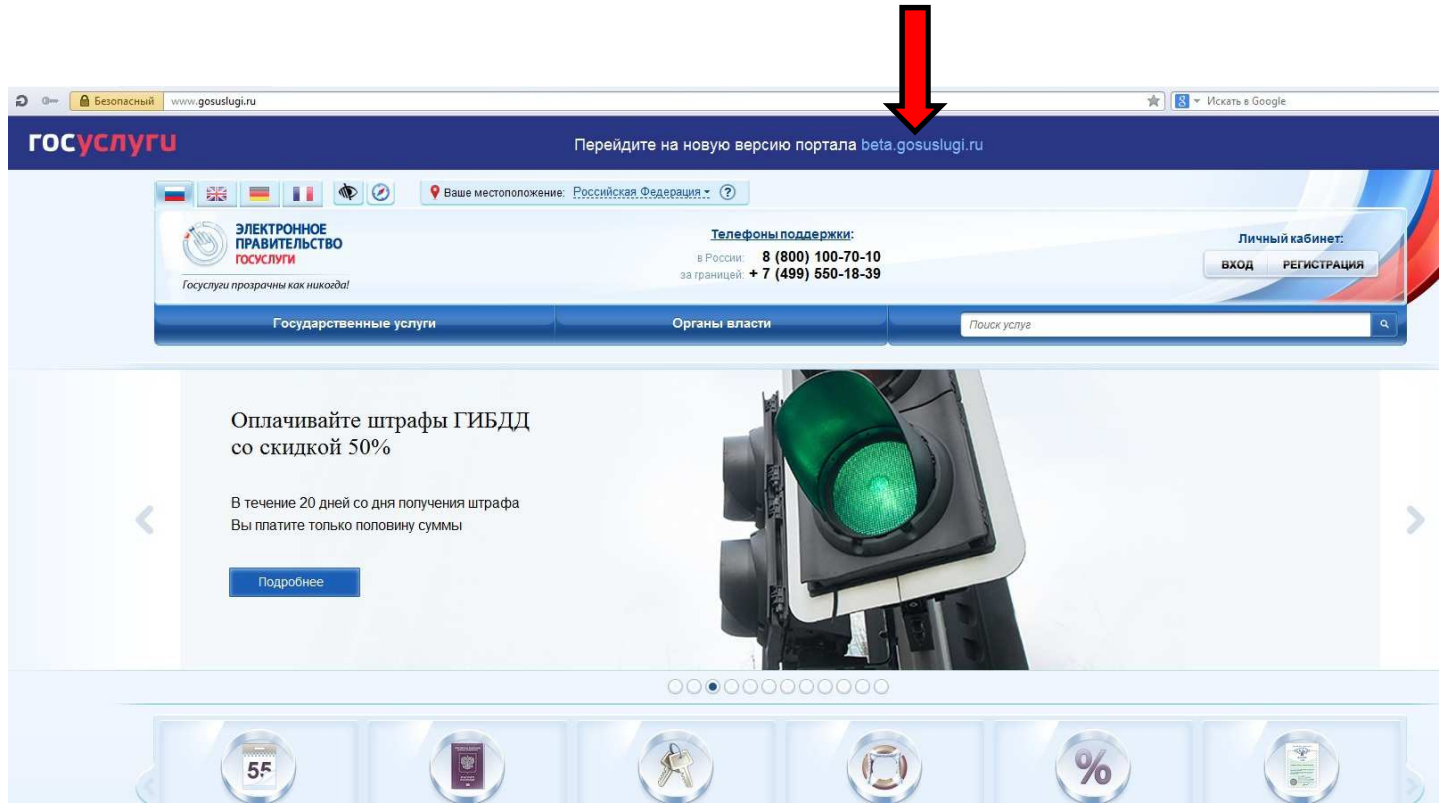 Безопасный www.gosuslugi.ru Искать в Google
госуслуги Перейдите на новую версию портала beta.gosuslugi.ru
Ваше местоположение: Российская Федерация ?
ЭЛЕКТРОННОЕ
ПРАВИТЕЛЬСТВО
ГОСУСЛУГИ
Госуслуги прозрачны как никогда!
Телефоны поддержки:
в России: 8 (800) 100-70-10
за границей: + 7 (499) 550-18-39
Личный кабинет:
ВХОД РЕГИСТРАЦИЯ
Государственные услуги Органы власти Поиск услуг
Оплачивайте штрафы ГИБДД
со скидкой 50%
В течение 20 дней со дня получения штрафа
Вы платите только половину суммы
Подробнее
55 %